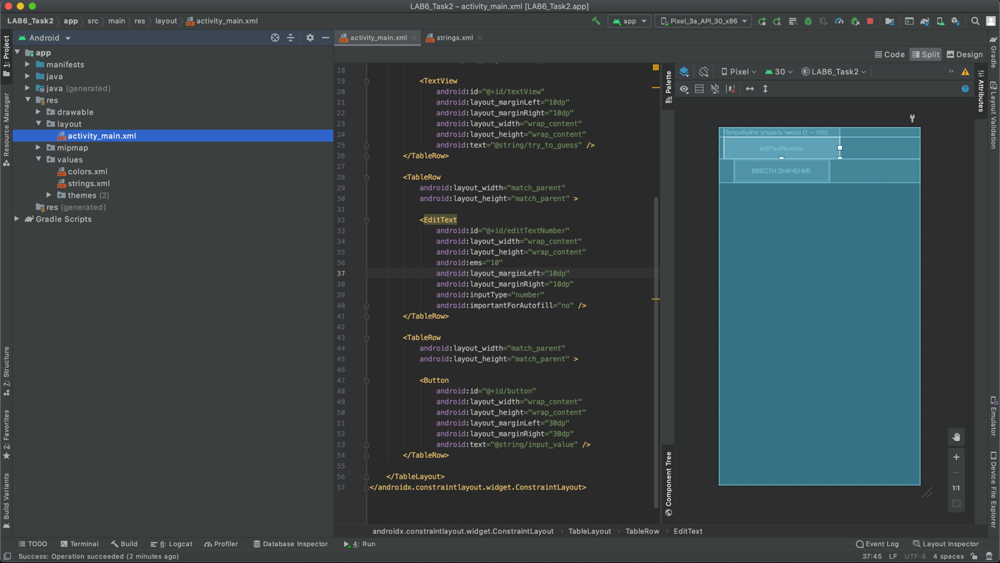 LAB6_Task2 – activity_main.xml [LAB6_Task2.app]
LAB6_Task2 app src main res layout activity_main.xml
app Pixel_3a_API_30_x86
Android
activity_main.xml strings.xml
Code Split Design
1: Project
Resource Manager
Z: Structure
2: Favorites
Build Variants
app
manifests
java
java (generated)
res
drawable
layout
activity_main.xml
mipmap
values
colors.xml
strings.xml
themes (2)
res (generated)
Gradle Scripts
18
19 <TextView
20 android:id="@+id/textView"
21 android:layout_marginLeft="10dp"
22 android:layout_marginRight="10dp"
23 android:layout_width="wrap_content"
24 android:layout_height="wrap_content"
25 android:text="@string/try_to_guess" />
26 </TableRow>
27
28 <TableRow
29 android:layout_width="match_parent"
30 android:layout_height="match_parent" >
31
32 <EditText
33 android:id="@+id/editTextNumber"
34 android:layout_width="wrap_content"
35 android:layout_height="wrap_content"
36 android:ems="10"
37 android:layout_marginLeft="10dp"
38 android:layout_marginRight="10dp"
39 android:inputType="number"
40 android:importantForAutofill="no" />
41 </TableRow>
42
43 <TableRow
44 android:layout_width="match_parent"
45 android:layout_height="match_parent" >
46
47 <Button
48 android:id="@+id/button"
49 android:layout_width="wrap_content"
50 android:layout_height="wrap_content"
51 android:layout_marginLeft="30dp"
52 android:layout_marginRight="30dp"
53 android:text="@string/input_value" />
54 </TableRow>
55
56 </TableLayout>
57 </androidx.constraintlayout.widget.ConstraintLayout>
Palette
Component Tree
Pixel 30 LAB6_Task2
Попробуйте угадать число (1 – 100)
editTextNumber
ВВЕСТИ ЗНАЧЕНИЕ
1:1
Attributes
Gradle
Layout Validation
Emulator
Device File Explorer
androidx.constraintlayout.widget.ConstraintLayout TableLayout TableRow EditText
TODO Terminal Build 6: Logcat Profiler Database Inspector 4: Run Event Log Layout Inspector
Success: Operation succeeded (2 minutes ago) 37:45 LF UTF-8 4 spaces